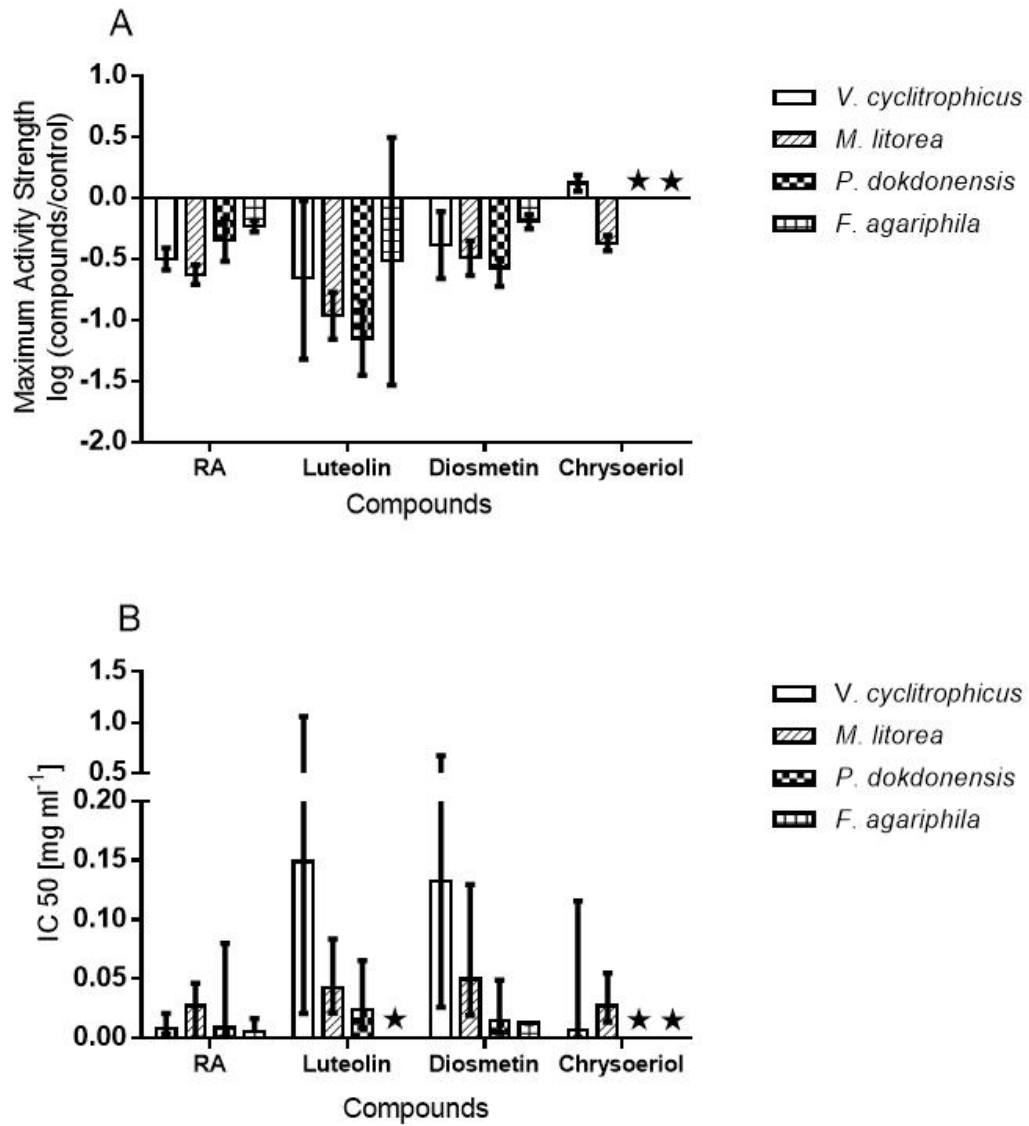 A
Maximum Activity Strength
log (compounds/control)
1.0
0.5
0.0
-0.5
-1.0
-1.5
-2.0
RA Luteolin Diosmetin Chrysoeriol
Compounds
V. cyclitrophicus
M. litorea
P. dokdonensis
F. agariphila
B
IC 50 [mg ml⁻¹]
1.5
1.0
0.5
0.20
0.15
0.10
0.05
0.00
RA Luteolin Diosmetin Chrysoeriol
Compounds
V. cyclitrophicus
M. litorea
P. dokdonensis
F. agariphila